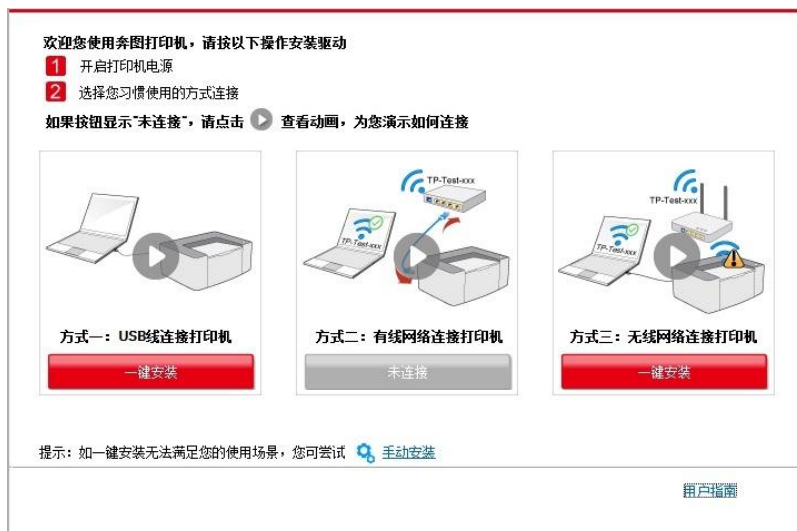 欢迎您使用奔图打印机，请按以下操作安装驱动
1 开启打印机电源
2 选择您习惯使用的方式连接
如果按钮显示"未连接"，请点击 查看动画，为您演示如何连接
TP-Test-xxx
TP-Test-xxx
TP-Test-xxx
TP-Test-xxx
方式一：USB线连接打印机
方式二：有线网络连接打印机
方式三：无线网络连接打印机
一键安装
未连接
一键安装
提示：如一键安装无法满足您的使用场景，您可尝试 手动安装
用户指南